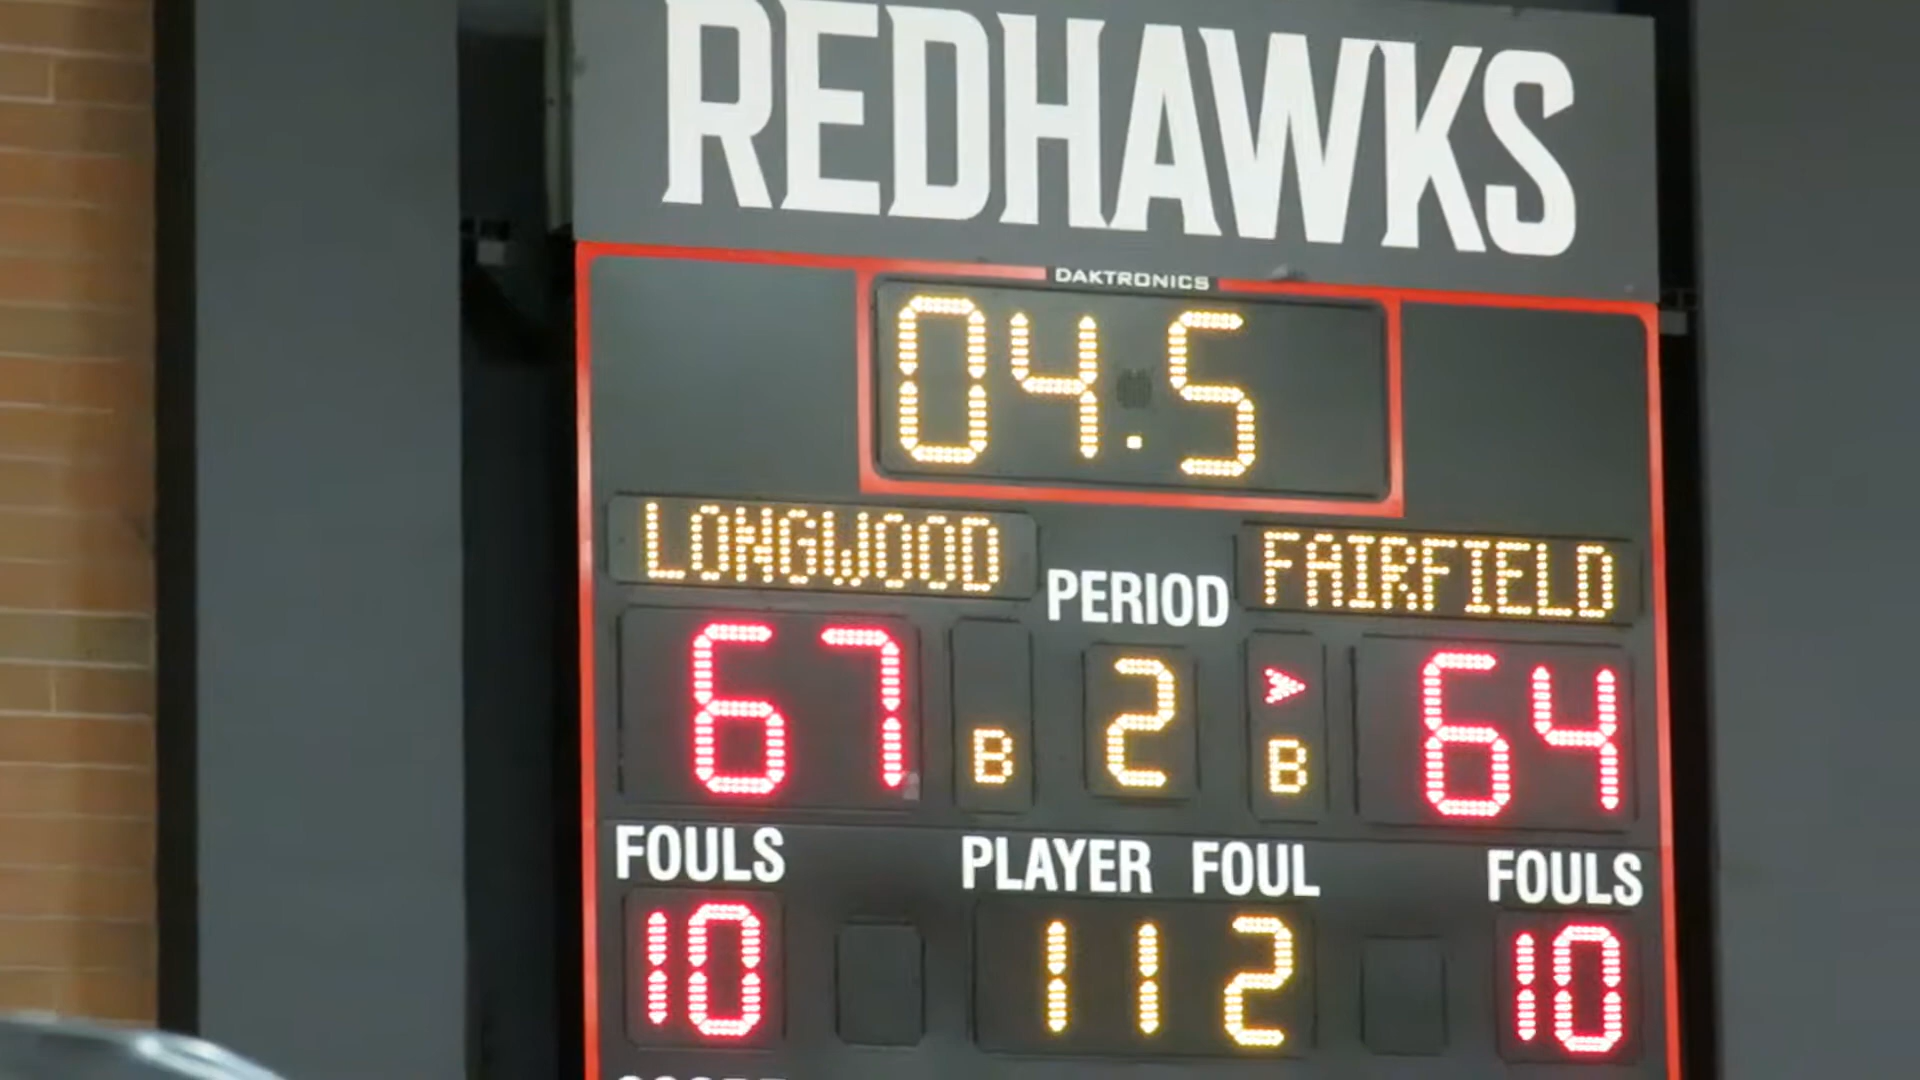 REDHAWKS
DAKTRONICS
04.5
LONGWOOD FAIRFIELD
PERIOD
67 B 2 > B 64
FOULS PLAYER FOUL FOULS
10 11 2 10